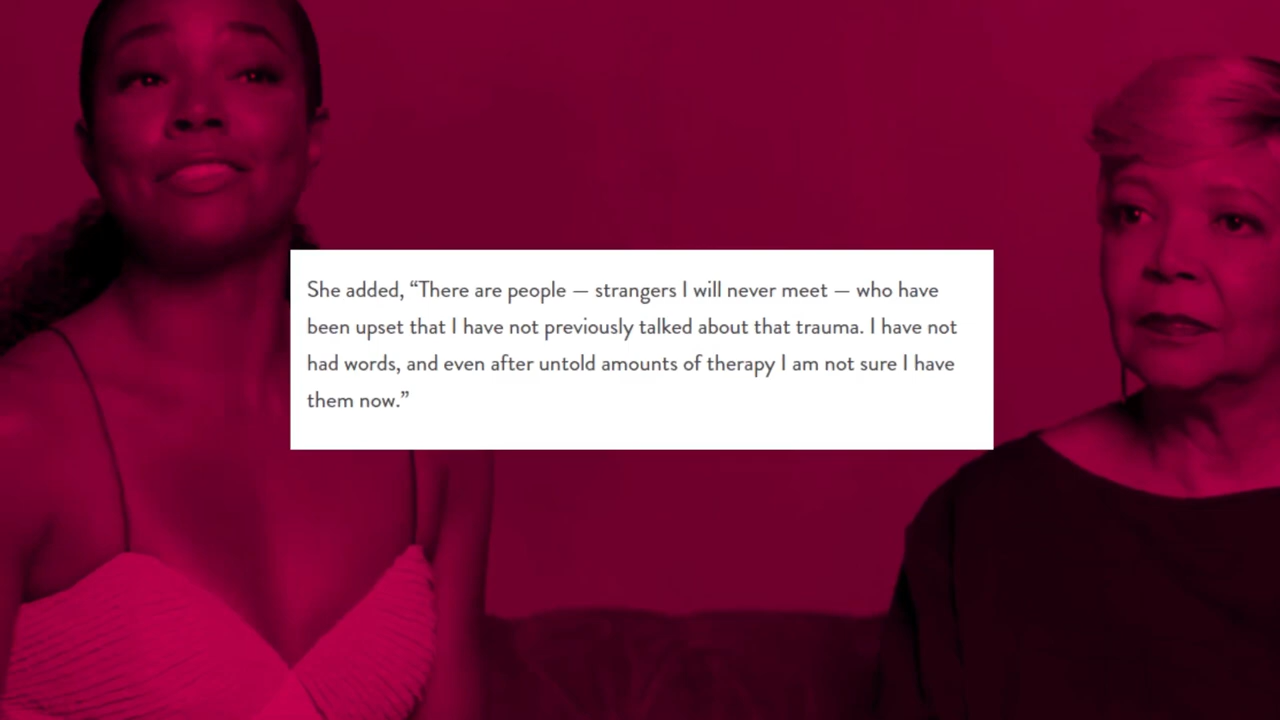 She added, “There are people — strangers I will never meet — who have
been upset that I have not previously talked about that trauma. I have not
had words, and even after untold amounts of therapy I am not sure I have
them now.”